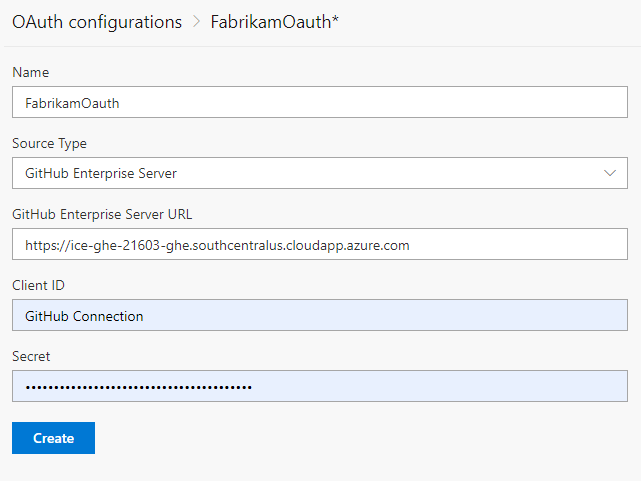 OAuth configurations > FabrikamOauth*
Name
FabrikamOauth
Source Type
GitHub Enterprise Server
GitHub Enterprise Server URL
https://ice-ghe-21603-ghe.southcentralus.cloudapp.azure.com
Client ID
GitHub Connection
Secret
••••••••••••••••••••••••••••••••••••••••
Create